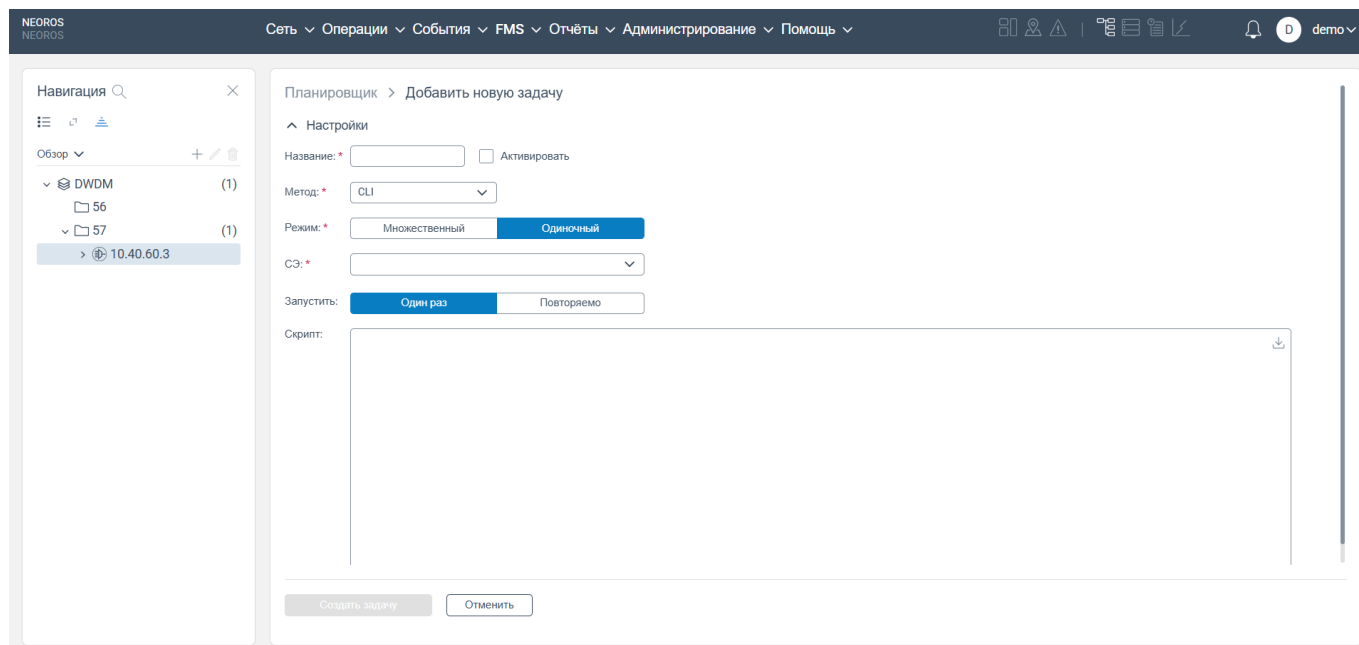 NEOROS
NEOROS
Сеть Операции События FMS Отчёты Администрирование Помощь D demo
Навигация
Обзор
DWDM (1)
56
57 (1)
10.40.60.3
Планировщик > Добавить новую задачу
Настройки
Название: * Активировать
Метод: * CLI
Режим: * Множественный Одиночный
СЭ: *
Запустить: Один раз Повторяемо
Скрипт:
Создать задачу Отменить